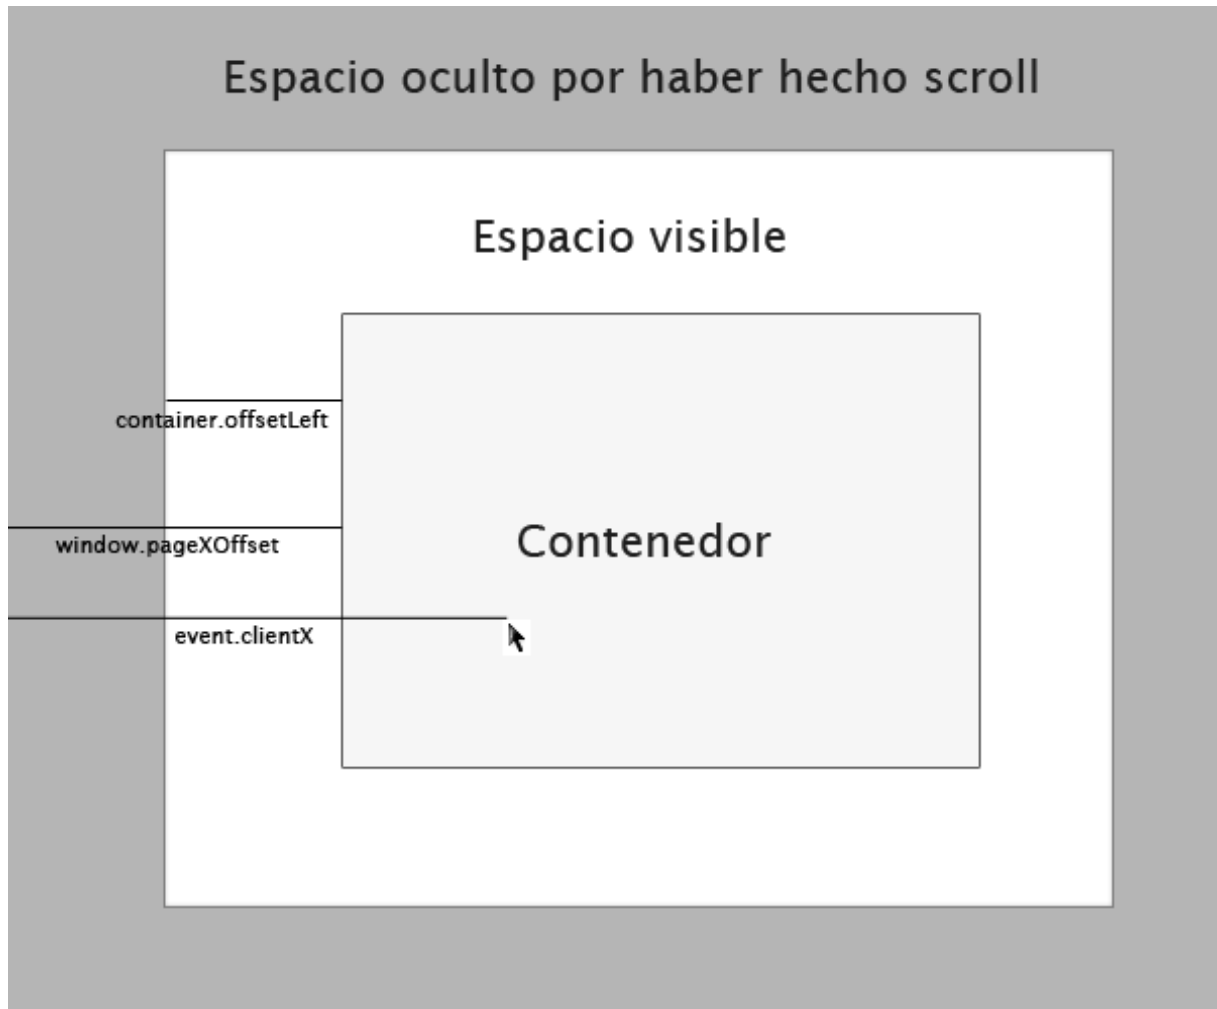 Espacio oculto por haber hecho scroll
Espacio visible
container.offsetLeft
window.pageXOffset
Contenedor
event.clientX